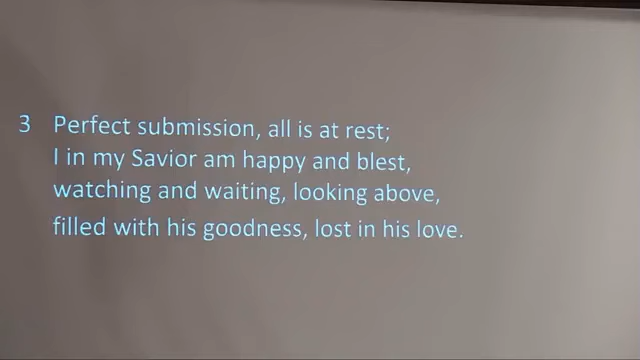 3 Perfect submission, all is at rest;
I in my Savior am happy and blest,
watching and waiting, looking above,
filled with his goodness, lost in his love.